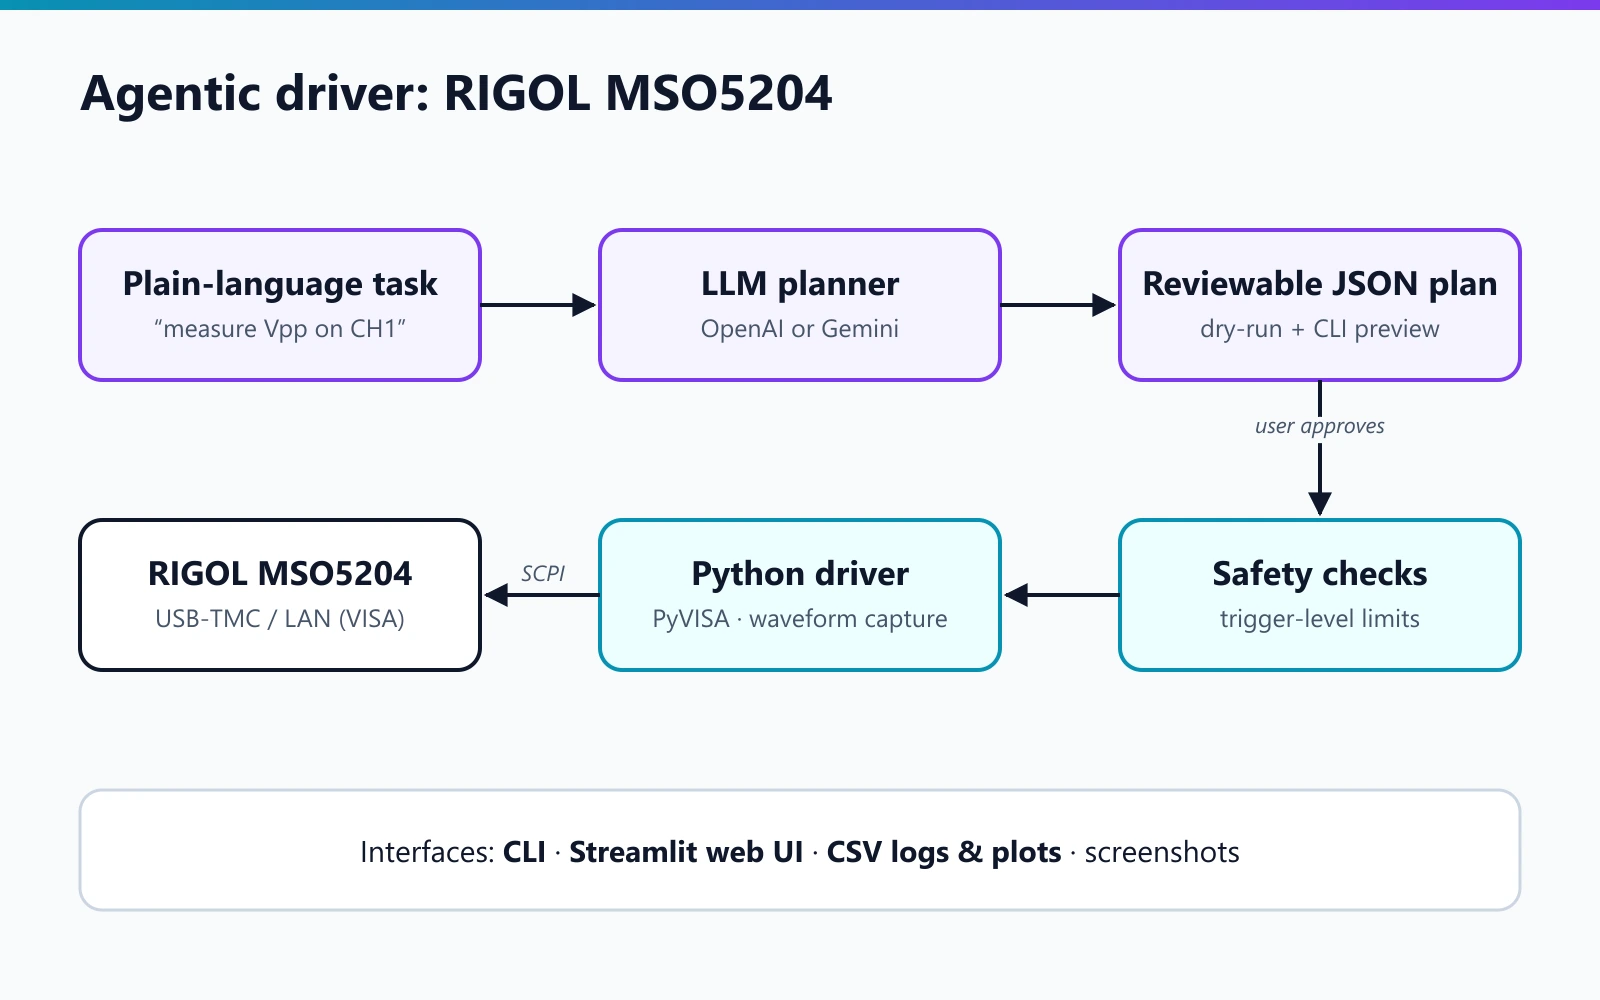 Agentic driver: RIGOL MSO5204
Plain-language task
“measure Vpp on CH1”
LLM planner
OpenAI or Gemini
Reviewable JSON plan
dry-run + CLI preview
user approves
RIGOL MSO5204
USB-TMC / LAN (VISA)
SCPI
Python driver
PyVISA · waveform capture
Safety checks
trigger-level limits
Interfaces: CLI · Streamlit web UI · CSV logs & plots · screenshots